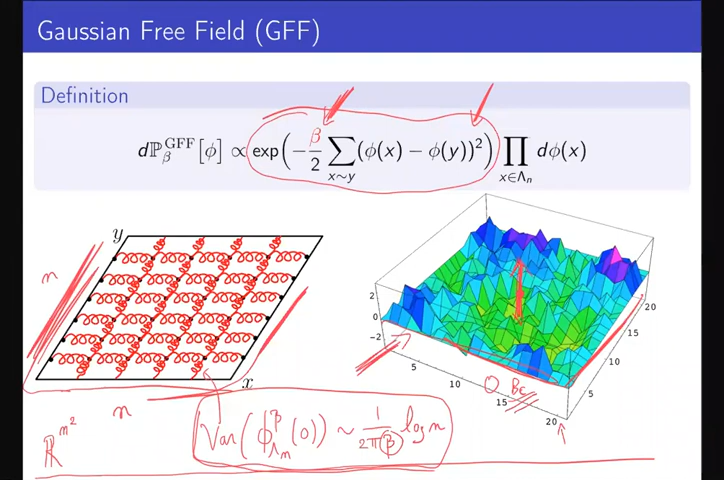 Gaussian Free Field (GFF)
Definition
dℙ_β^GFF[ϕ] ∝ exp(−β/2 ∑_{x∼y} (ϕ(x) − ϕ(y))²) ∏_{x∈Λ_n} dϕ(x)
y
n
x
n
ℝ^{n²}
Var(ϕ^β_{Λ_n}(0)) ~ 1/(2πβ) log n
2
0
−2
5
10
15
20
5
10
15
20
0 Bc